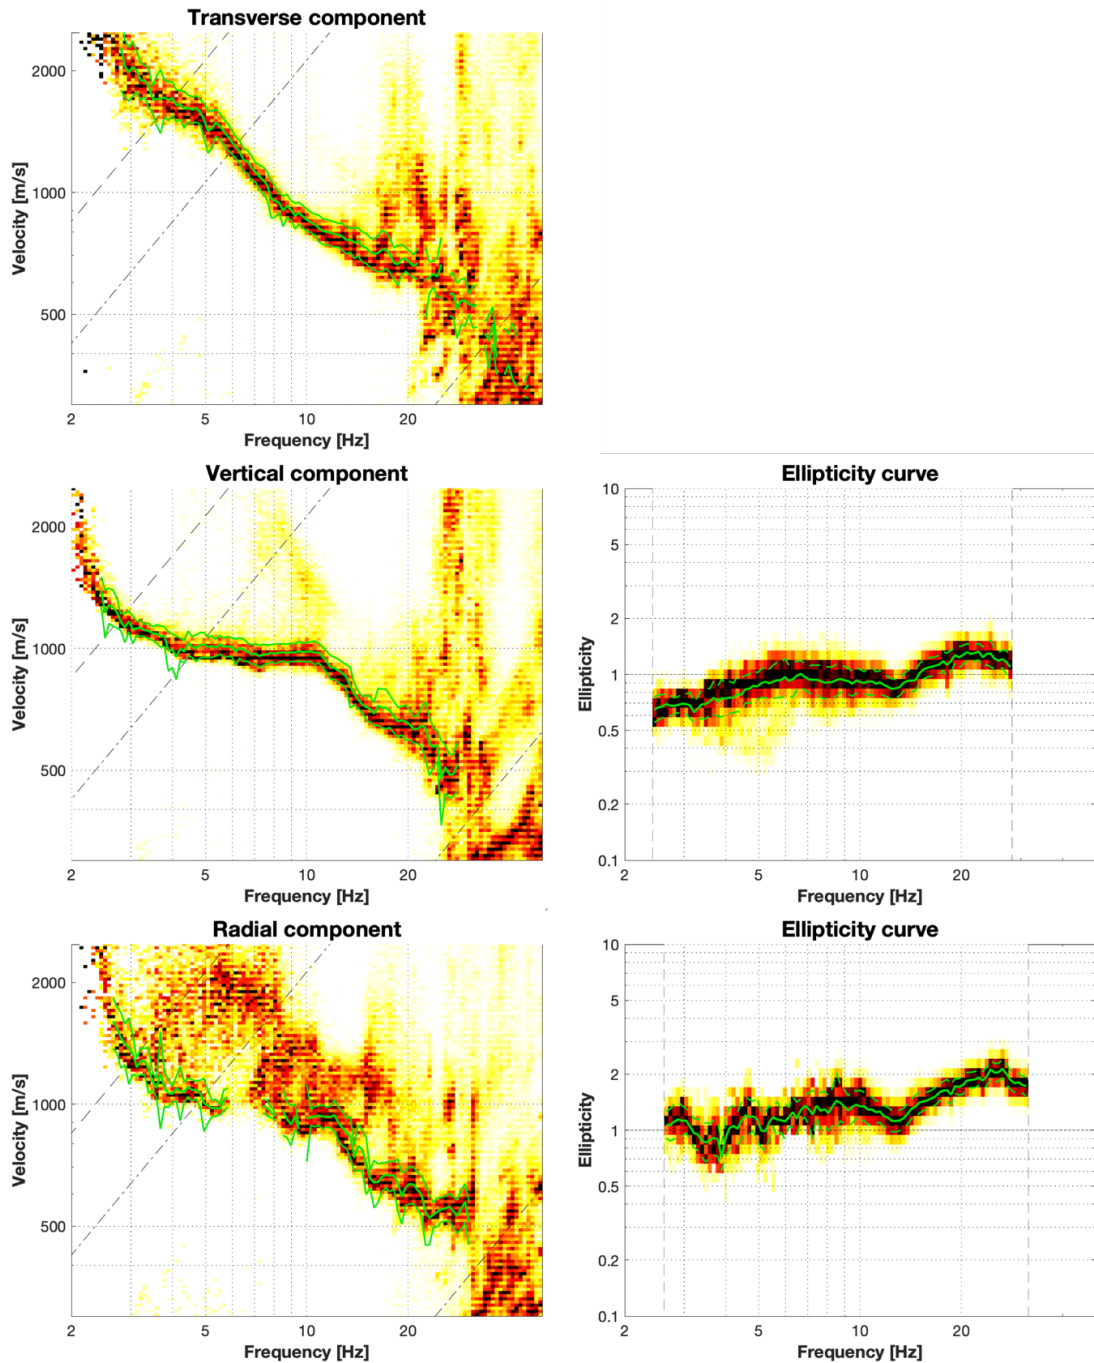 Transverse component
2000
1000
500
Velocity [m/s]
2 5 10 20
Frequency [Hz]
Vertical component
2000
1000
500
Velocity [m/s]
2 5 10 20
Frequency [Hz]
Ellipticity curve
10
5
2
1
0.5
0.2
0.1
Ellipticity
2 5 10 20
Frequency [Hz]
Radial component
2000
1000
500
Velocity [m/s]
2 5 10 20
Frequency [Hz]
Ellipticity curve
10
5
2
1
0.5
0.2
0.1
Ellipticity
2 5 10 20
Frequency [Hz]